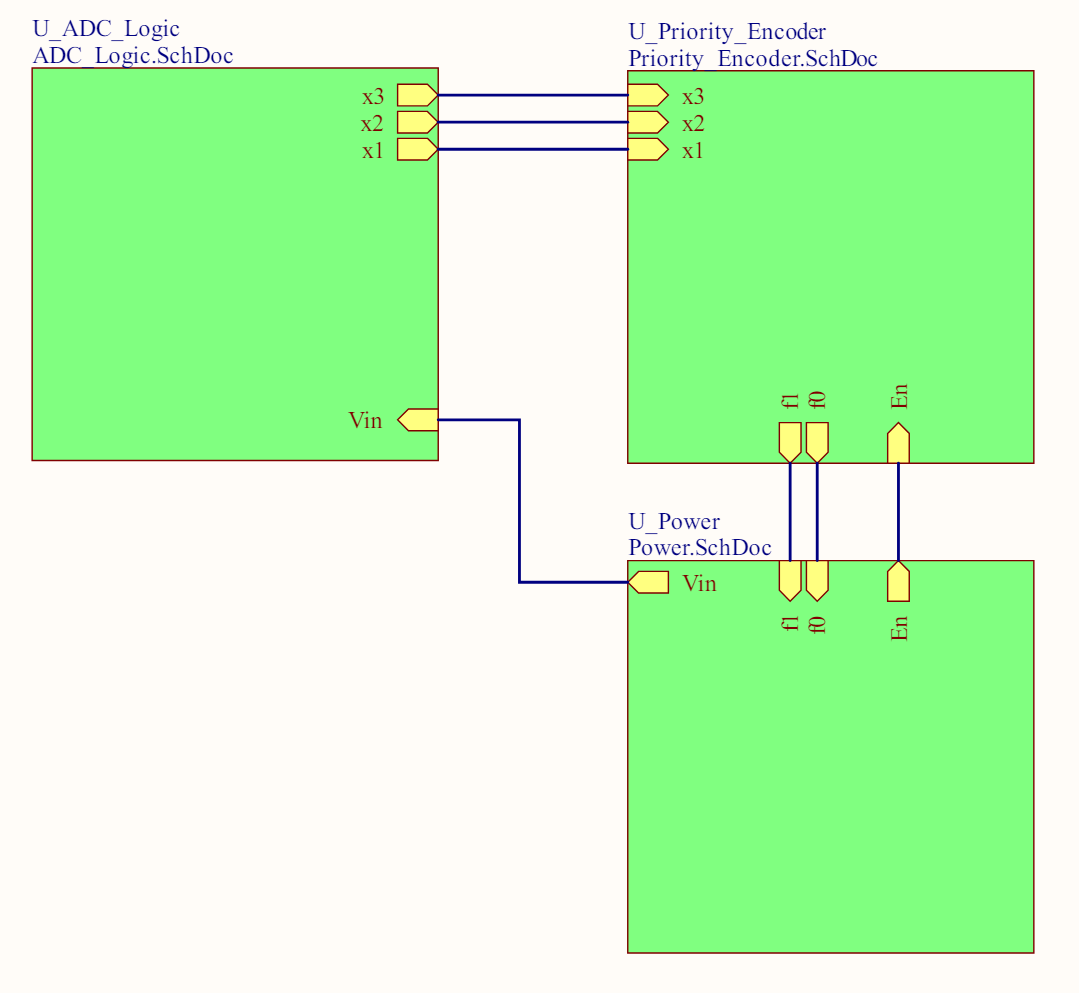 U_ADC_Logic
ADC_Logic.SchDoc
x3
x2
x1
Vin
U_Priority_Encoder
Priority_Encoder.SchDoc
x3
x2
x1
f1
f0
En
U_Power
Power.SchDoc
Vin
f1
f0
En